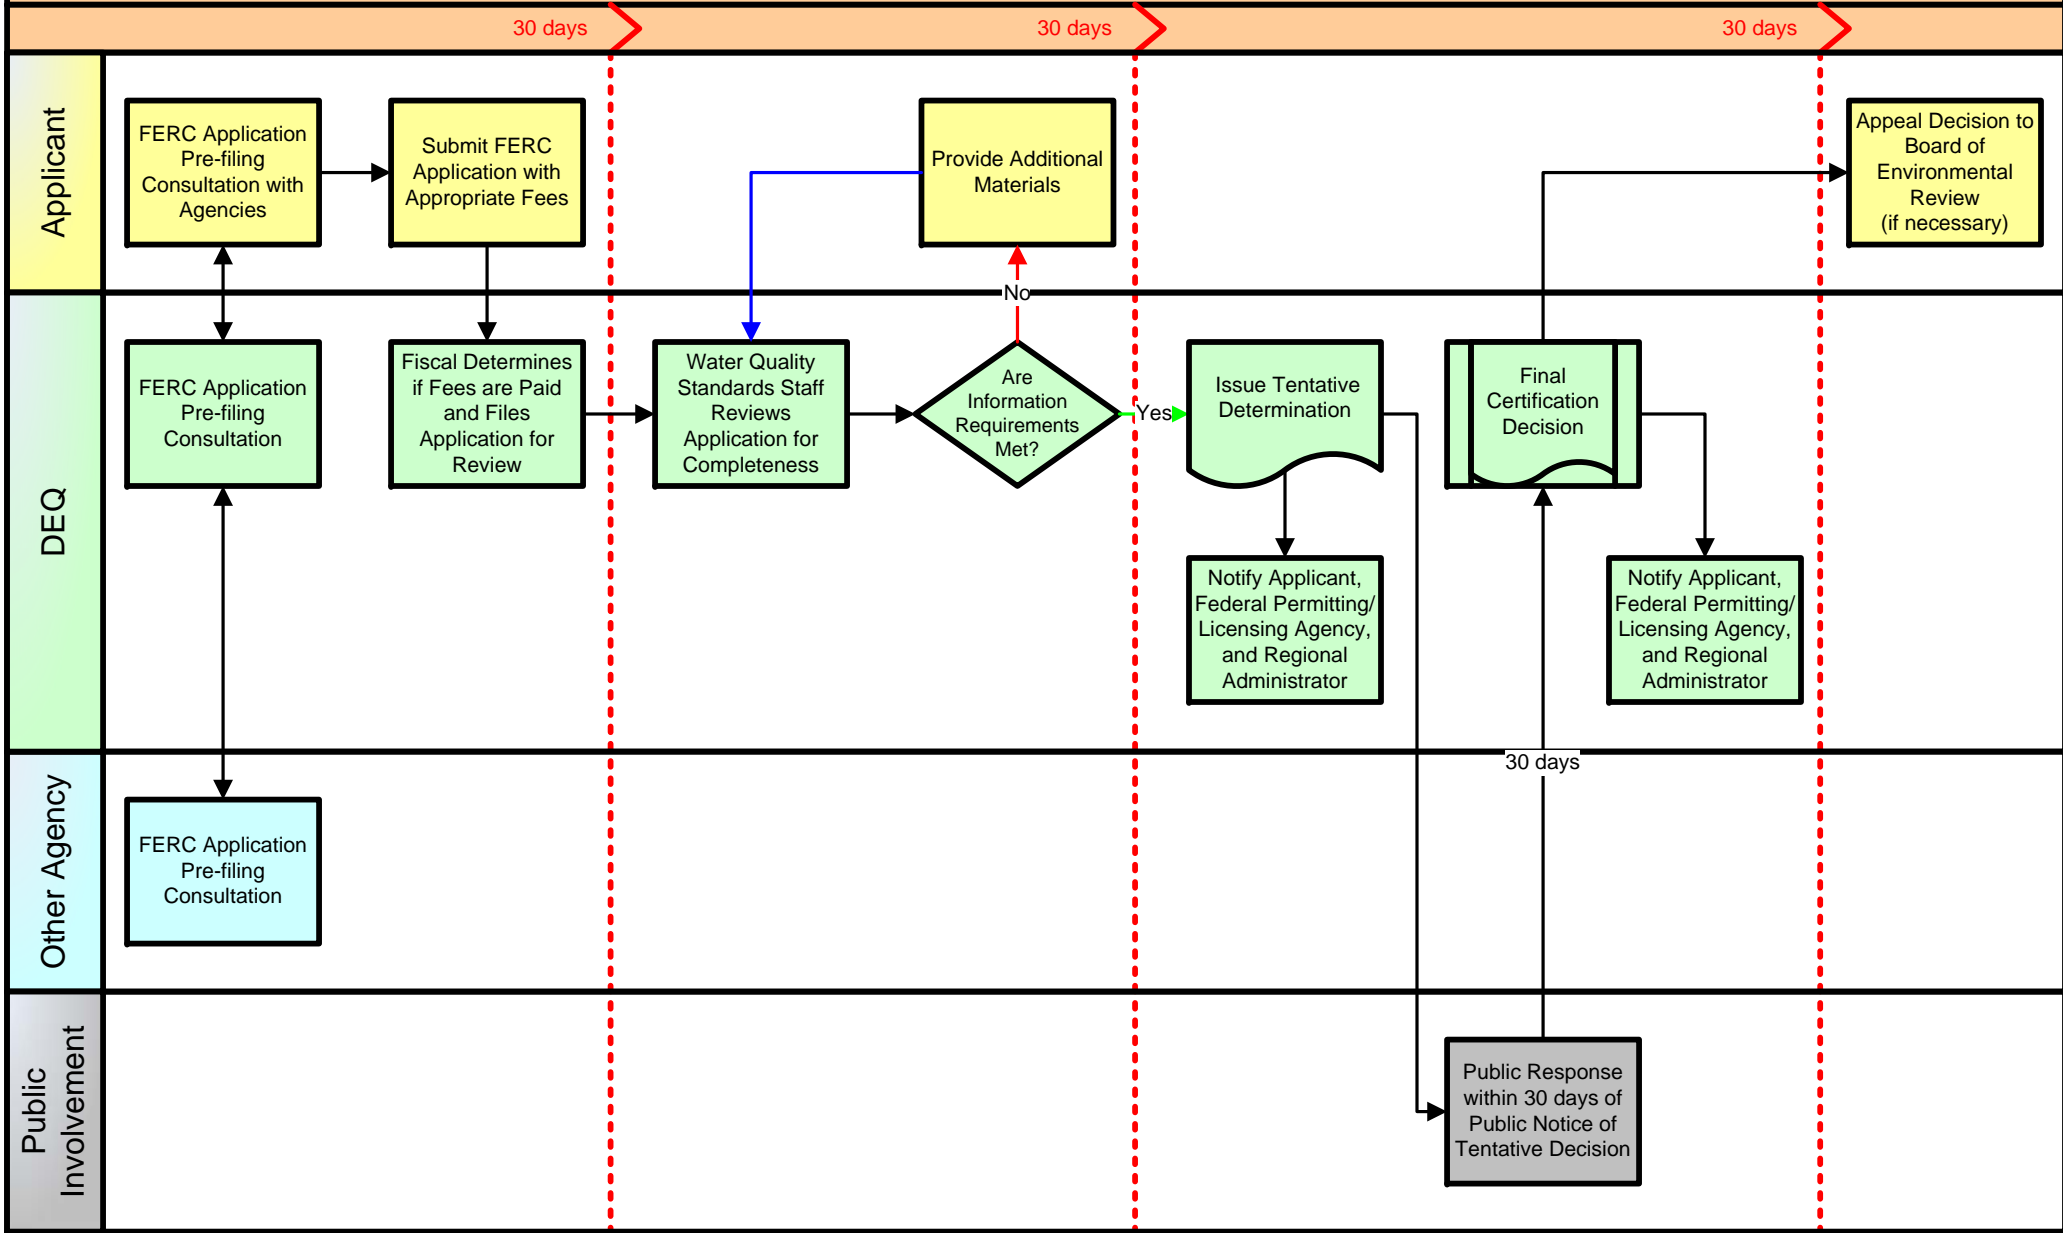 30 days
30 days
30 days
Applicant
FERC Application
Pre-filing
Consultation with
Agencies
Submit FERC
Application with
Appropriate Fees
Provide Additional
Materials
Appeal Decision to
Board of
Environmental
Review
(if necessary)
No
DEQ
FERC Application
Pre-filing
Consultation
Fiscal Determines
if Fees are Paid
and Files
Application for
Review
Water Quality
Standards Staff
Reviews
Application for
Completeness
Are
Information
Requirements
Met?
Yes
Issue Tentative
Determination
Final
Certification
Decision
Notify Applicant,
Federal Permitting/
Licensing Agency,
and Regional
Administrator
Notify Applicant,
Federal Permitting/
Licensing Agency,
and Regional
Administrator
30 days
Other Agency
FERC Application
Pre-filing
Consultation
Public
Involvement
Public Response
within 30 days of
Public Notice of
Tentative Decision